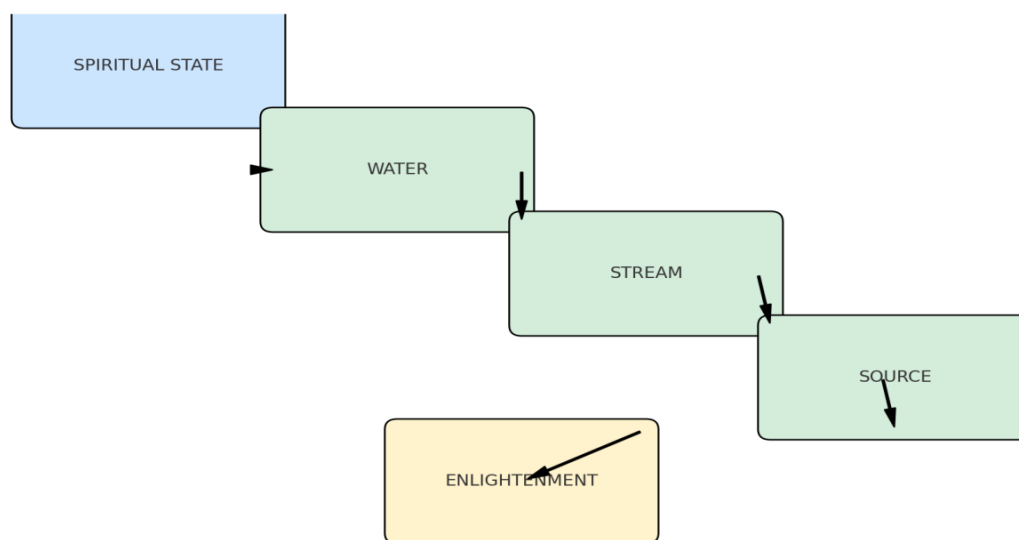 SPIRITUAL STATE
WATER
STREAM
SOURCE
ENLIGHTENMENT